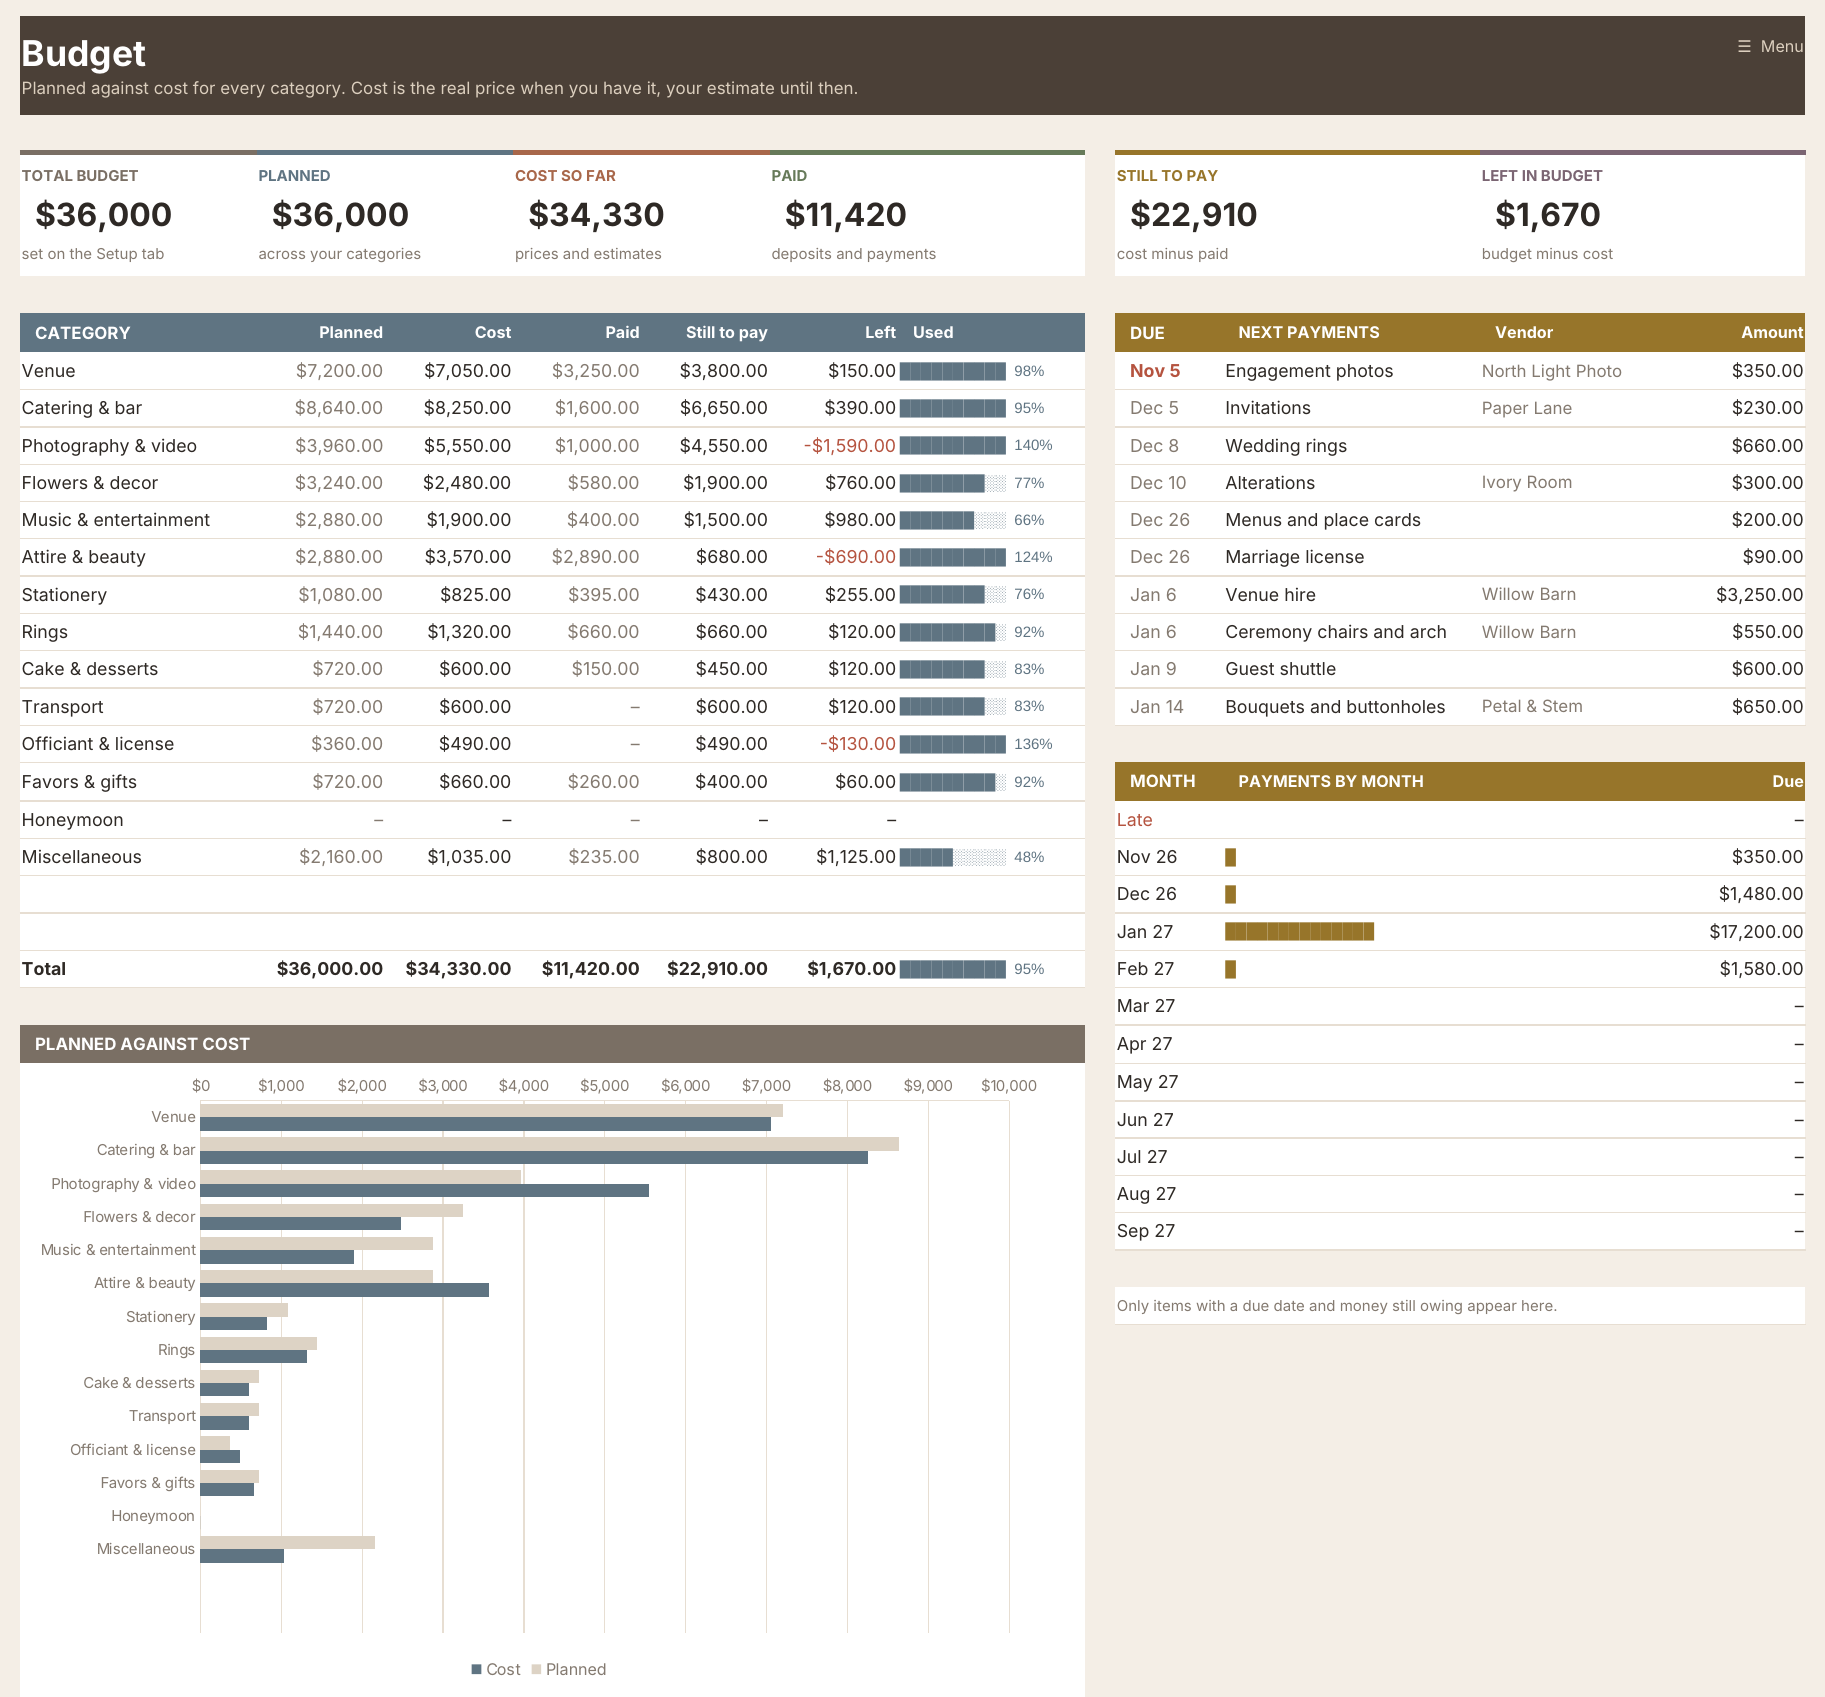 Budget
☰ Menu
Planned against cost for every category. Cost is the real price when you have it, your estimate until then.
TOTAL BUDGET PLANNED COST SO FAR PAID
$36,000 $36,000 $34,330 $11,420
set on the Setup tab across your categories prices and estimates deposits and payments
STILL TO PAY LEFT IN BUDGET
$22,910 $1,670
cost minus paid budget minus cost
CATEGORY Planned Cost Paid Still to pay Left Used
Venue $7,200.00 $7,050.00 $3,250.00 $3,800.00 $150.00 98%
Catering & bar $8,640.00 $8,250.00 $1,600.00 $6,650.00 $390.00 95%
Photography & video $3,960.00 $5,550.00 $1,000.00 $4,550.00 -$1,590.00 140%
Flowers & decor $3,240.00 $2,480.00 $580.00 $1,900.00 $760.00 77%
Music & entertainment $2,880.00 $1,900.00 $400.00 $1,500.00 $980.00 66%
Attire & beauty $2,880.00 $3,570.00 $2,890.00 $680.00 -$690.00 124%
Stationery $1,080.00 $825.00 $395.00 $430.00 $255.00 76%
Rings $1,440.00 $1,320.00 $660.00 $660.00 $120.00 92%
Cake & desserts $720.00 $600.00 $150.00 $450.00 $120.00 83%
Transport $720.00 $600.00 – $600.00 $120.00 83%
Officiant & license $360.00 $490.00 – $490.00 -$130.00 136%
Favors & gifts $720.00 $660.00 $260.00 $400.00 $60.00 92%
Honeymoon – – – – –
Miscellaneous $2,160.00 $1,035.00 $235.00 $800.00 $1,125.00 48%
Total $36,000.00 $34,330.00 $11,420.00 $22,910.00 $1,670.00 95%
DUE NEXT PAYMENTS Vendor Amount
Nov 5 Engagement photos North Light Photo $350.00
Dec 5 Invitations Paper Lane $230.00
Dec 8 Wedding rings $660.00
Dec 10 Alterations Ivory Room $300.00
Dec 26 Menus and place cards $200.00
Dec 26 Marriage license $90.00
Jan 6 Venue hire Willow Barn $3,250.00
Jan 6 Ceremony chairs and arch Willow Barn $550.00
Jan 9 Guest shuttle $600.00
Jan 14 Bouquets and buttonholes Petal & Stem $650.00
MONTH PAYMENTS BY MONTH Due
Late –
Nov 26 $350.00
Dec 26 $1,480.00
Jan 27 $17,200.00
Feb 27 $1,580.00
Mar 27 –
Apr 27 –
May 27 –
Jun 27 –
Jul 27 –
Aug 27 –
Sep 27 –
Only items with a due date and money still owing appear here.
PLANNED AGAINST COST
$0 $1,000 $2,000 $3,000 $4,000 $5,000 $6,000 $7,000 $8,000 $9,000 $10,000
Venue
Catering & bar
Photography & video
Flowers & decor
Music & entertainment
Attire & beauty
Stationery
Rings
Cake & desserts
Transport
Officiant & license
Favors & gifts
Honeymoon
Miscellaneous
Cost Planned